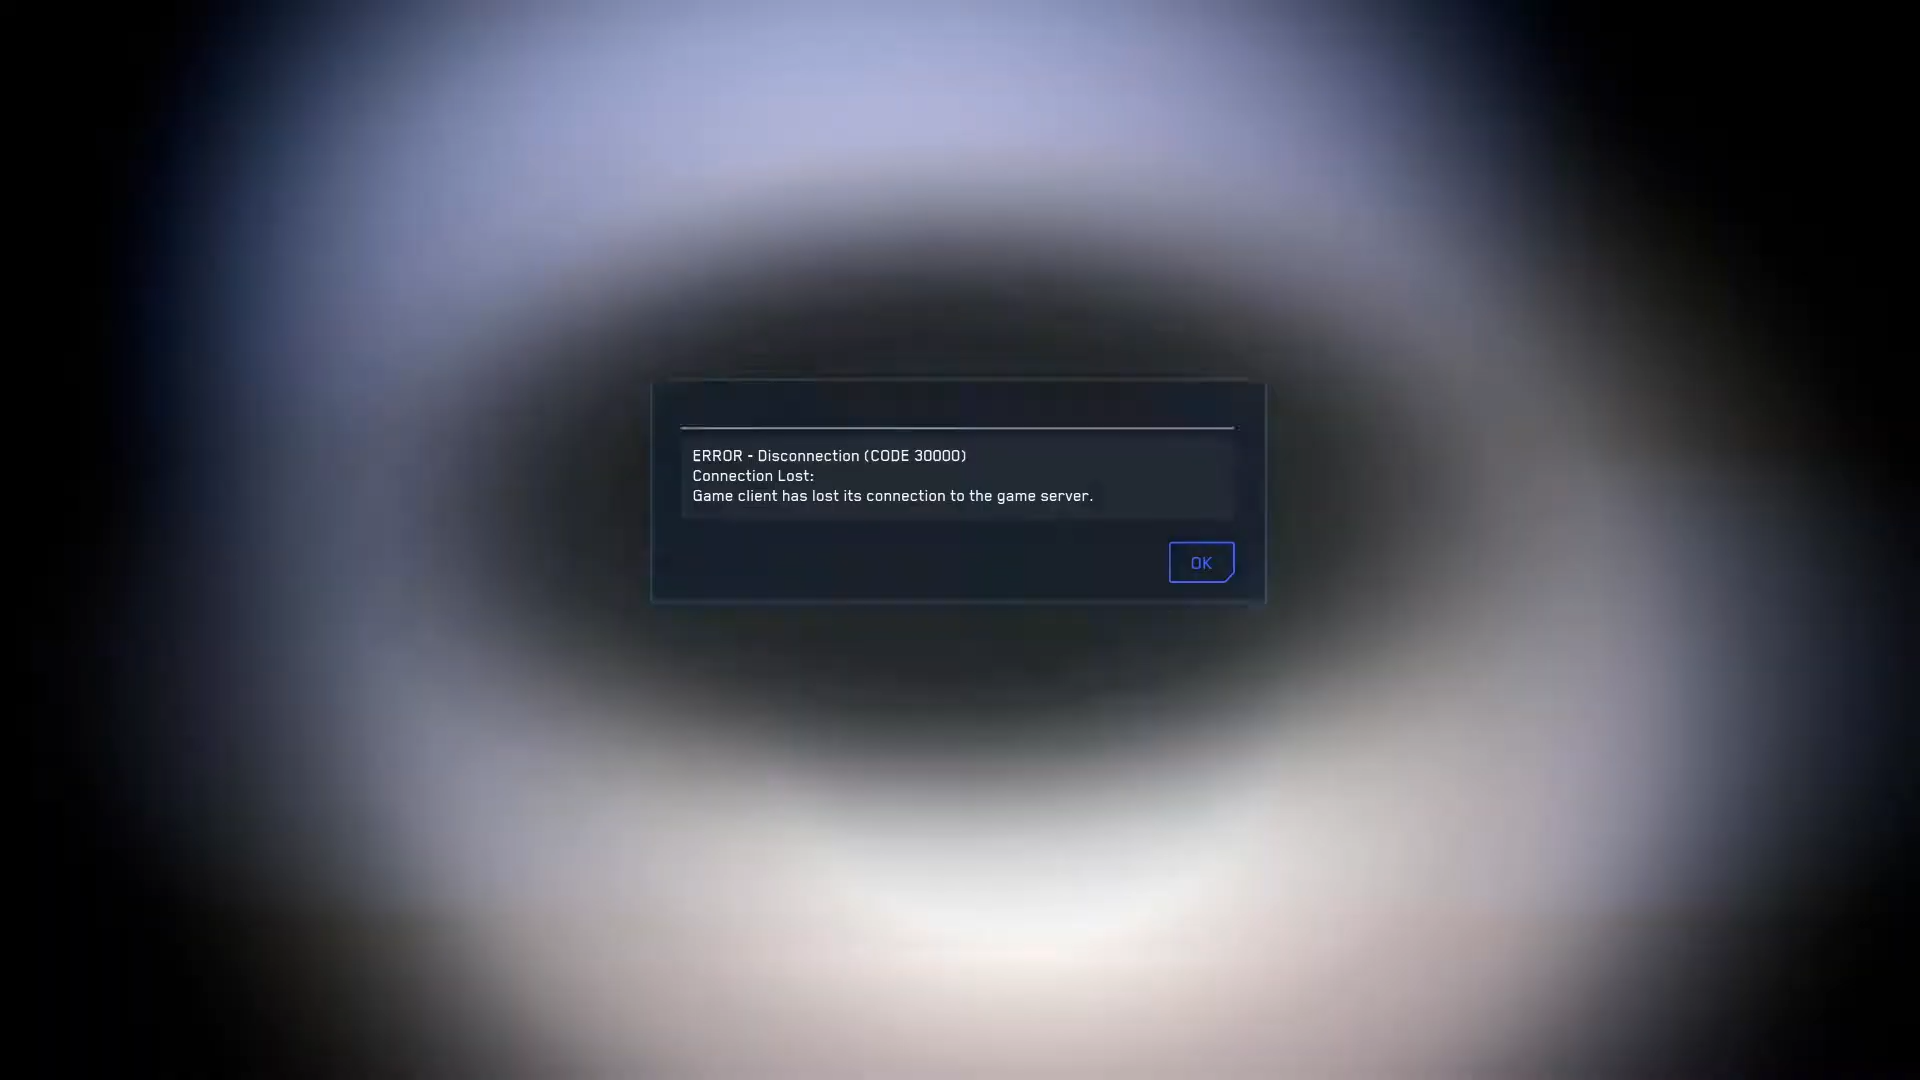 ERROR - Disconnection (CODE 30000)
Connection Lost:
Game client has lost its connection to the game server.
OK